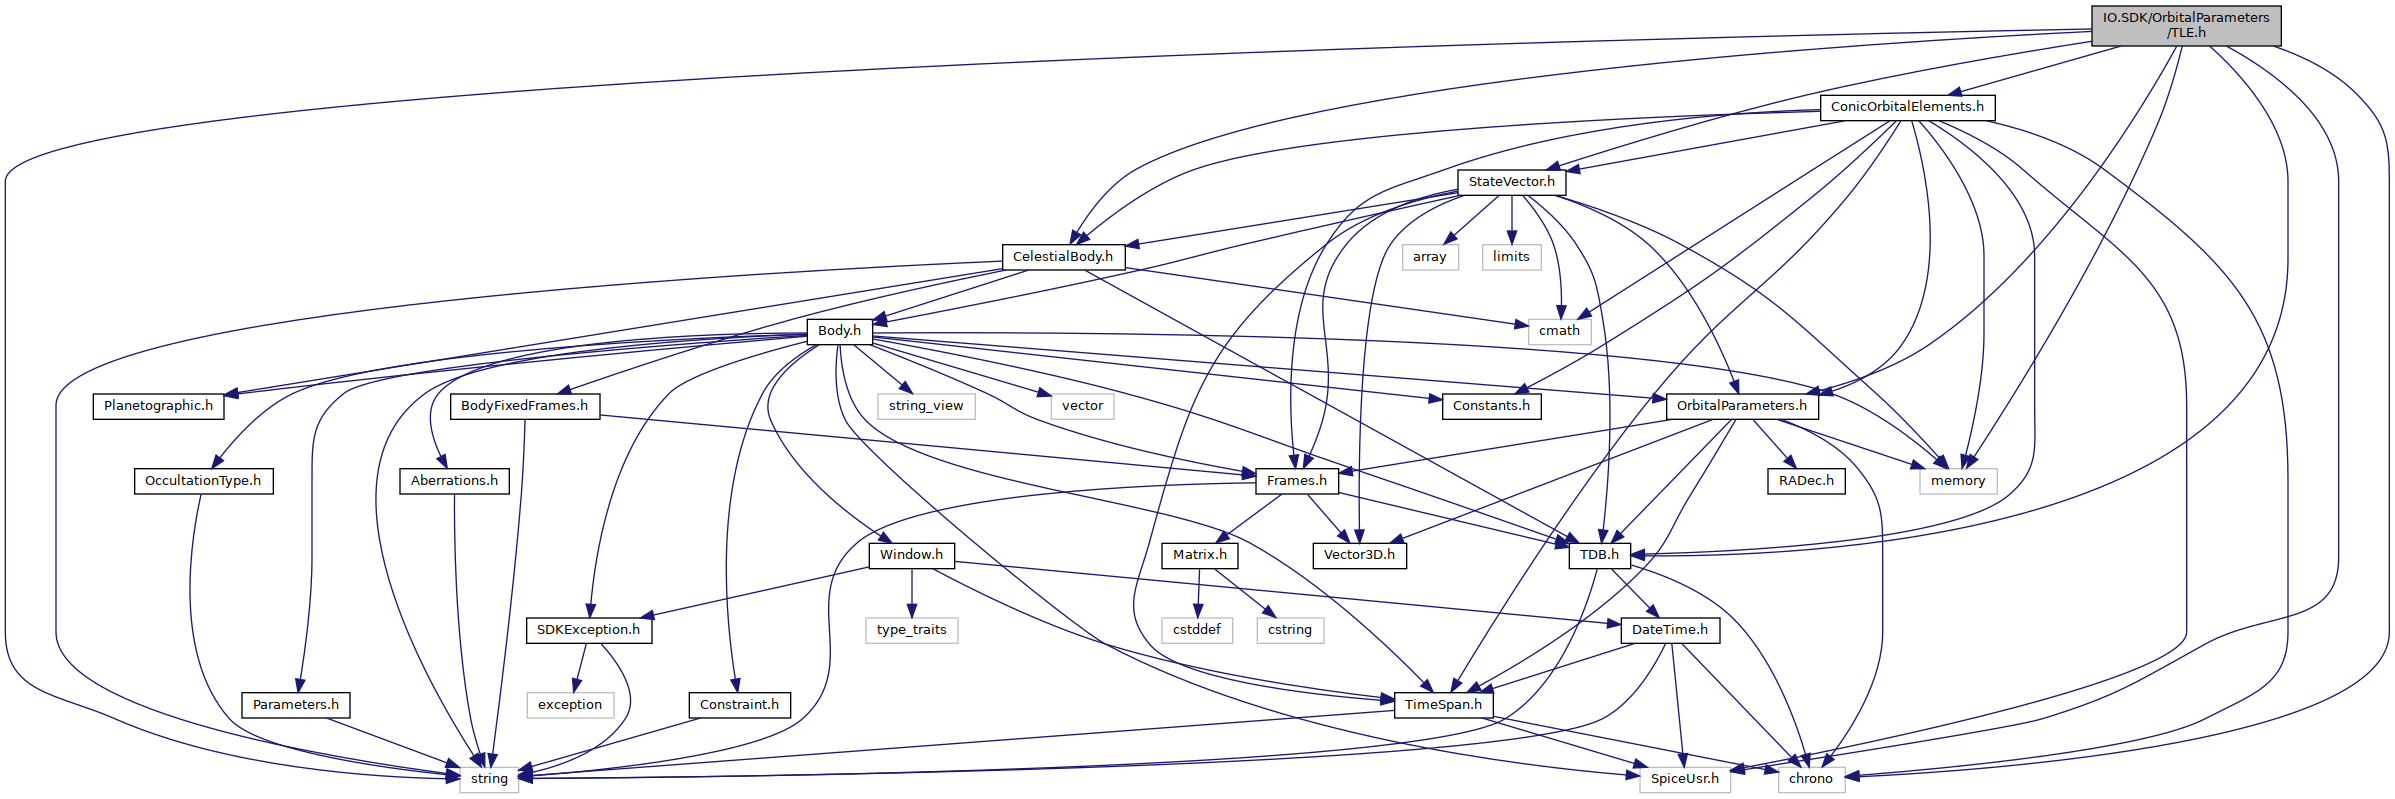 IO.SDK/OrbitalParameters
/TLE.h
ConicOrbitalElements.h
StateVector.h
CelestialBody.h
array
limits
Body.h
cmath
Planetographic.h
BodyFixedFrames.h
string_view
vector
Constants.h
OrbitalParameters.h
OccultationType.h
Aberrations.h
Frames.h
RADec.h
memory
Window.h
Matrix.h
Vector3D.h
TDB.h
SDKException.h
type_traits
cstddef
cstring
DateTime.h
Parameters.h
exception
Constraint.h
TimeSpan.h
string
SpiceUsr.h
chrono